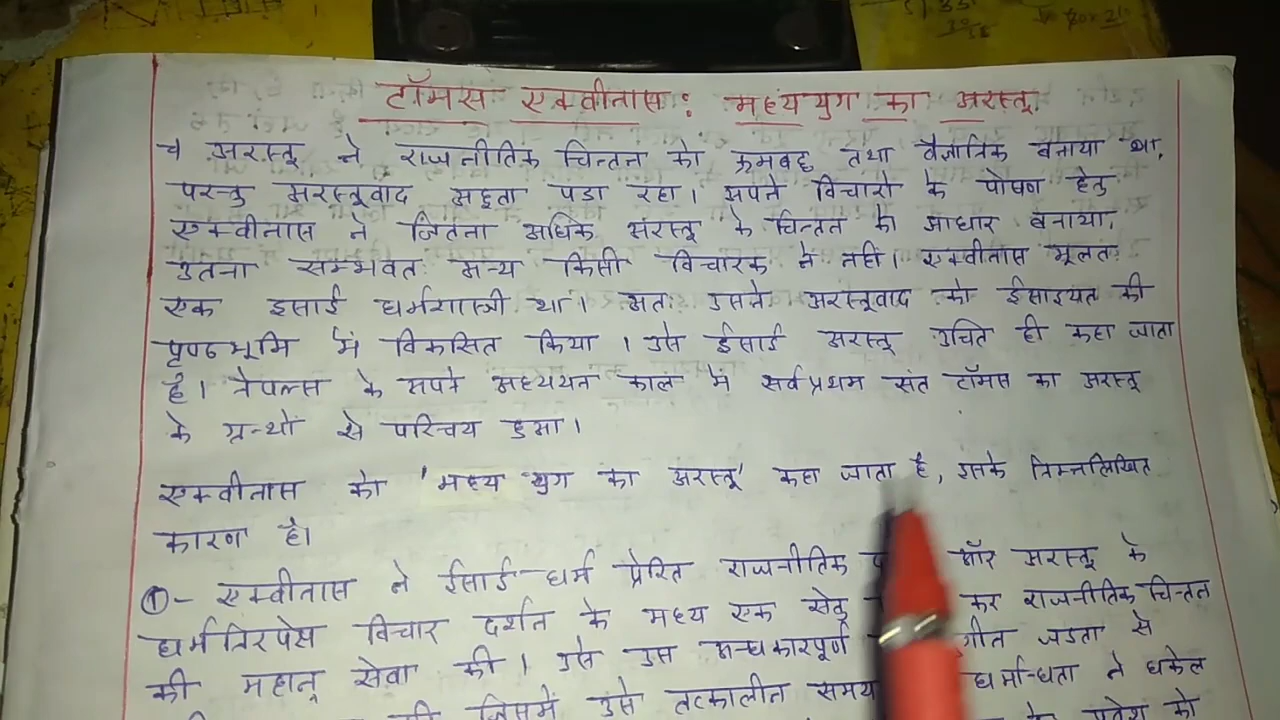 टॉमस एक्वीनास: मध्ययुग का अरस्तू
→ अरस्तू ने राजनीतिक चिन्तन को क्रमबद्ध तथा वैज्ञानिक बनाया था,
परन्तु अरस्तूवाद अछूता पडा रहा। अपने विचारो के पोषण हेतु
एक्वीनास ने जितना अधिक अरस्तू के चिन्तन को आधार बनाया,
उतना सम्भवतः अन्य किसी विचारक ने नही। एक्वीनास मूलतः
एक इसाई धर्मशास्त्री था। अतः उसने अरस्तूवाद को ईसाइयत की
पृष्ठभूमि में विकसित किया। उसे ईसाई अरस्तू उचित ही कहा जाता
है। नेपल्स के अपने अध्ययन काल में सर्वप्रथम संत टॉमस का अरस्तू
के ग्रन्थों से परिचय हुआ।
एक्वीनास को 'मध्य युग का अरस्तू' कहा जाता है, इसके निम्नलिखित
कारण है।
① - एक्वीनास ने ईसाई-धर्म प्रेरित राजनीतिक और अरस्तू के
धर्मनिरपेक्ष विचार दर्शन के मध्य एक सेतु कर राजनीतिक चिन्तन
की महान् सेवा की। उसे उस अन्धकारपूर्ण जडता से
जिसमें उसे तत्कालीन समय धर्मान्धता ने धकेल
को